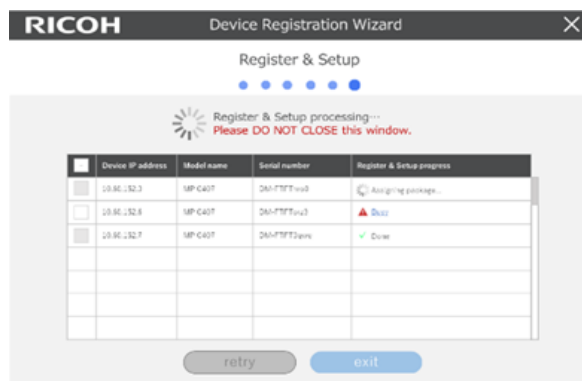 RICOH Device Registration Wizard
Register & Setup
Register & Setup processing···
Please DO NOT CLOSE this window.
Device IP address Model name Serial number Register & Setup progress
MP C407 Assigning package...
MP C407
MP C407 Done
retry exit